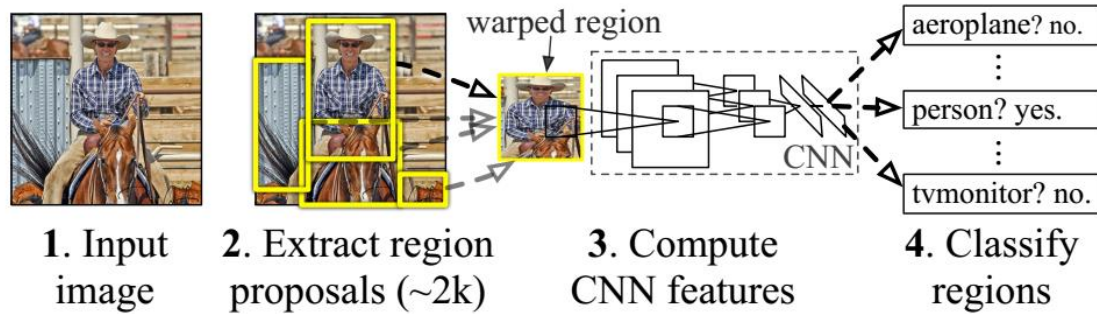 warped region
aeroplane? no.
person? yes.
CNN
tvmonitor? no.
1. Input
image
2. Extract region
proposals (~2k)
3. Compute
CNN features
4. Classify
regions